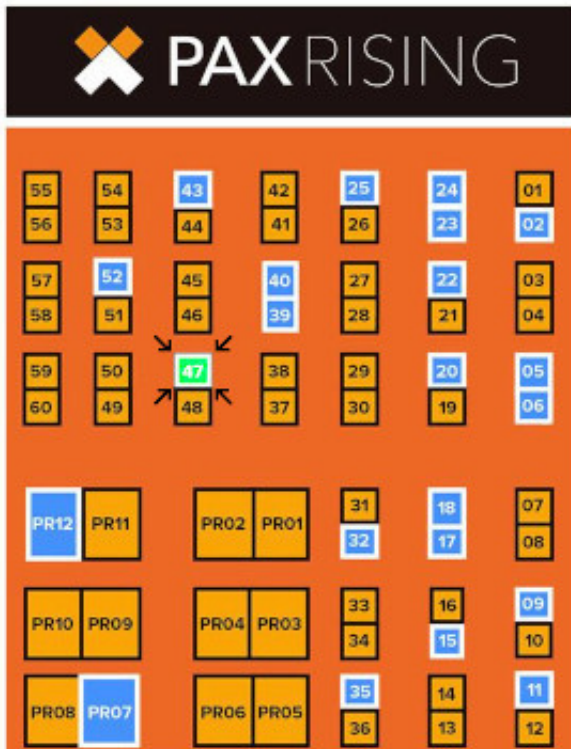 PAX RISING
55 54 43 42 25 24 01
56 53 44 41 26 23 02
57 52 45 40 27 22 03
58 51 46 39 28 21 04
59 50 47 38 29 20 05
60 49 48 37 30 19 06
PR12 PR11 PR02 PR01 31 18 07
32 17 08
PR10 PR09 PR04 PR03 33 16 09
34 15 10
PR08 PR07 PR06 PR05 35 14 11
36 13 12